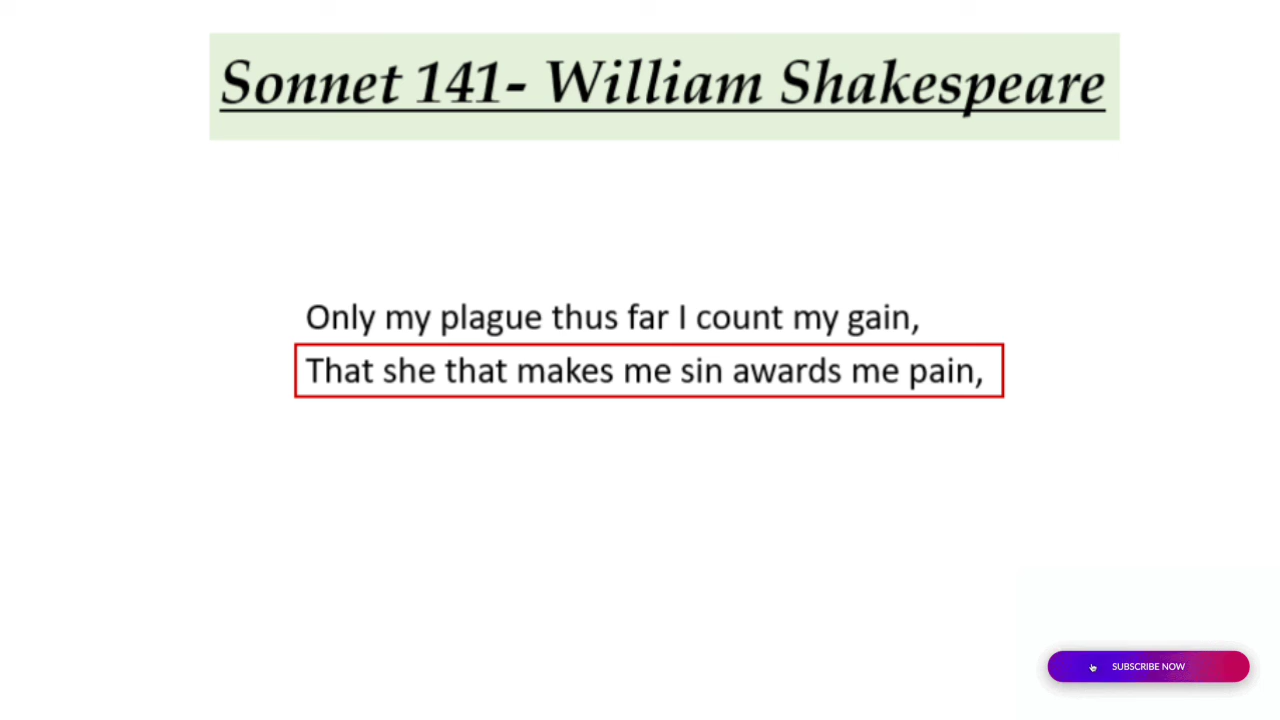 Sonnet 141- William Shakespeare
Only my plague thus far I count my gain,
That she that makes me sin awards me pain,
SUBSCRIBE NOW